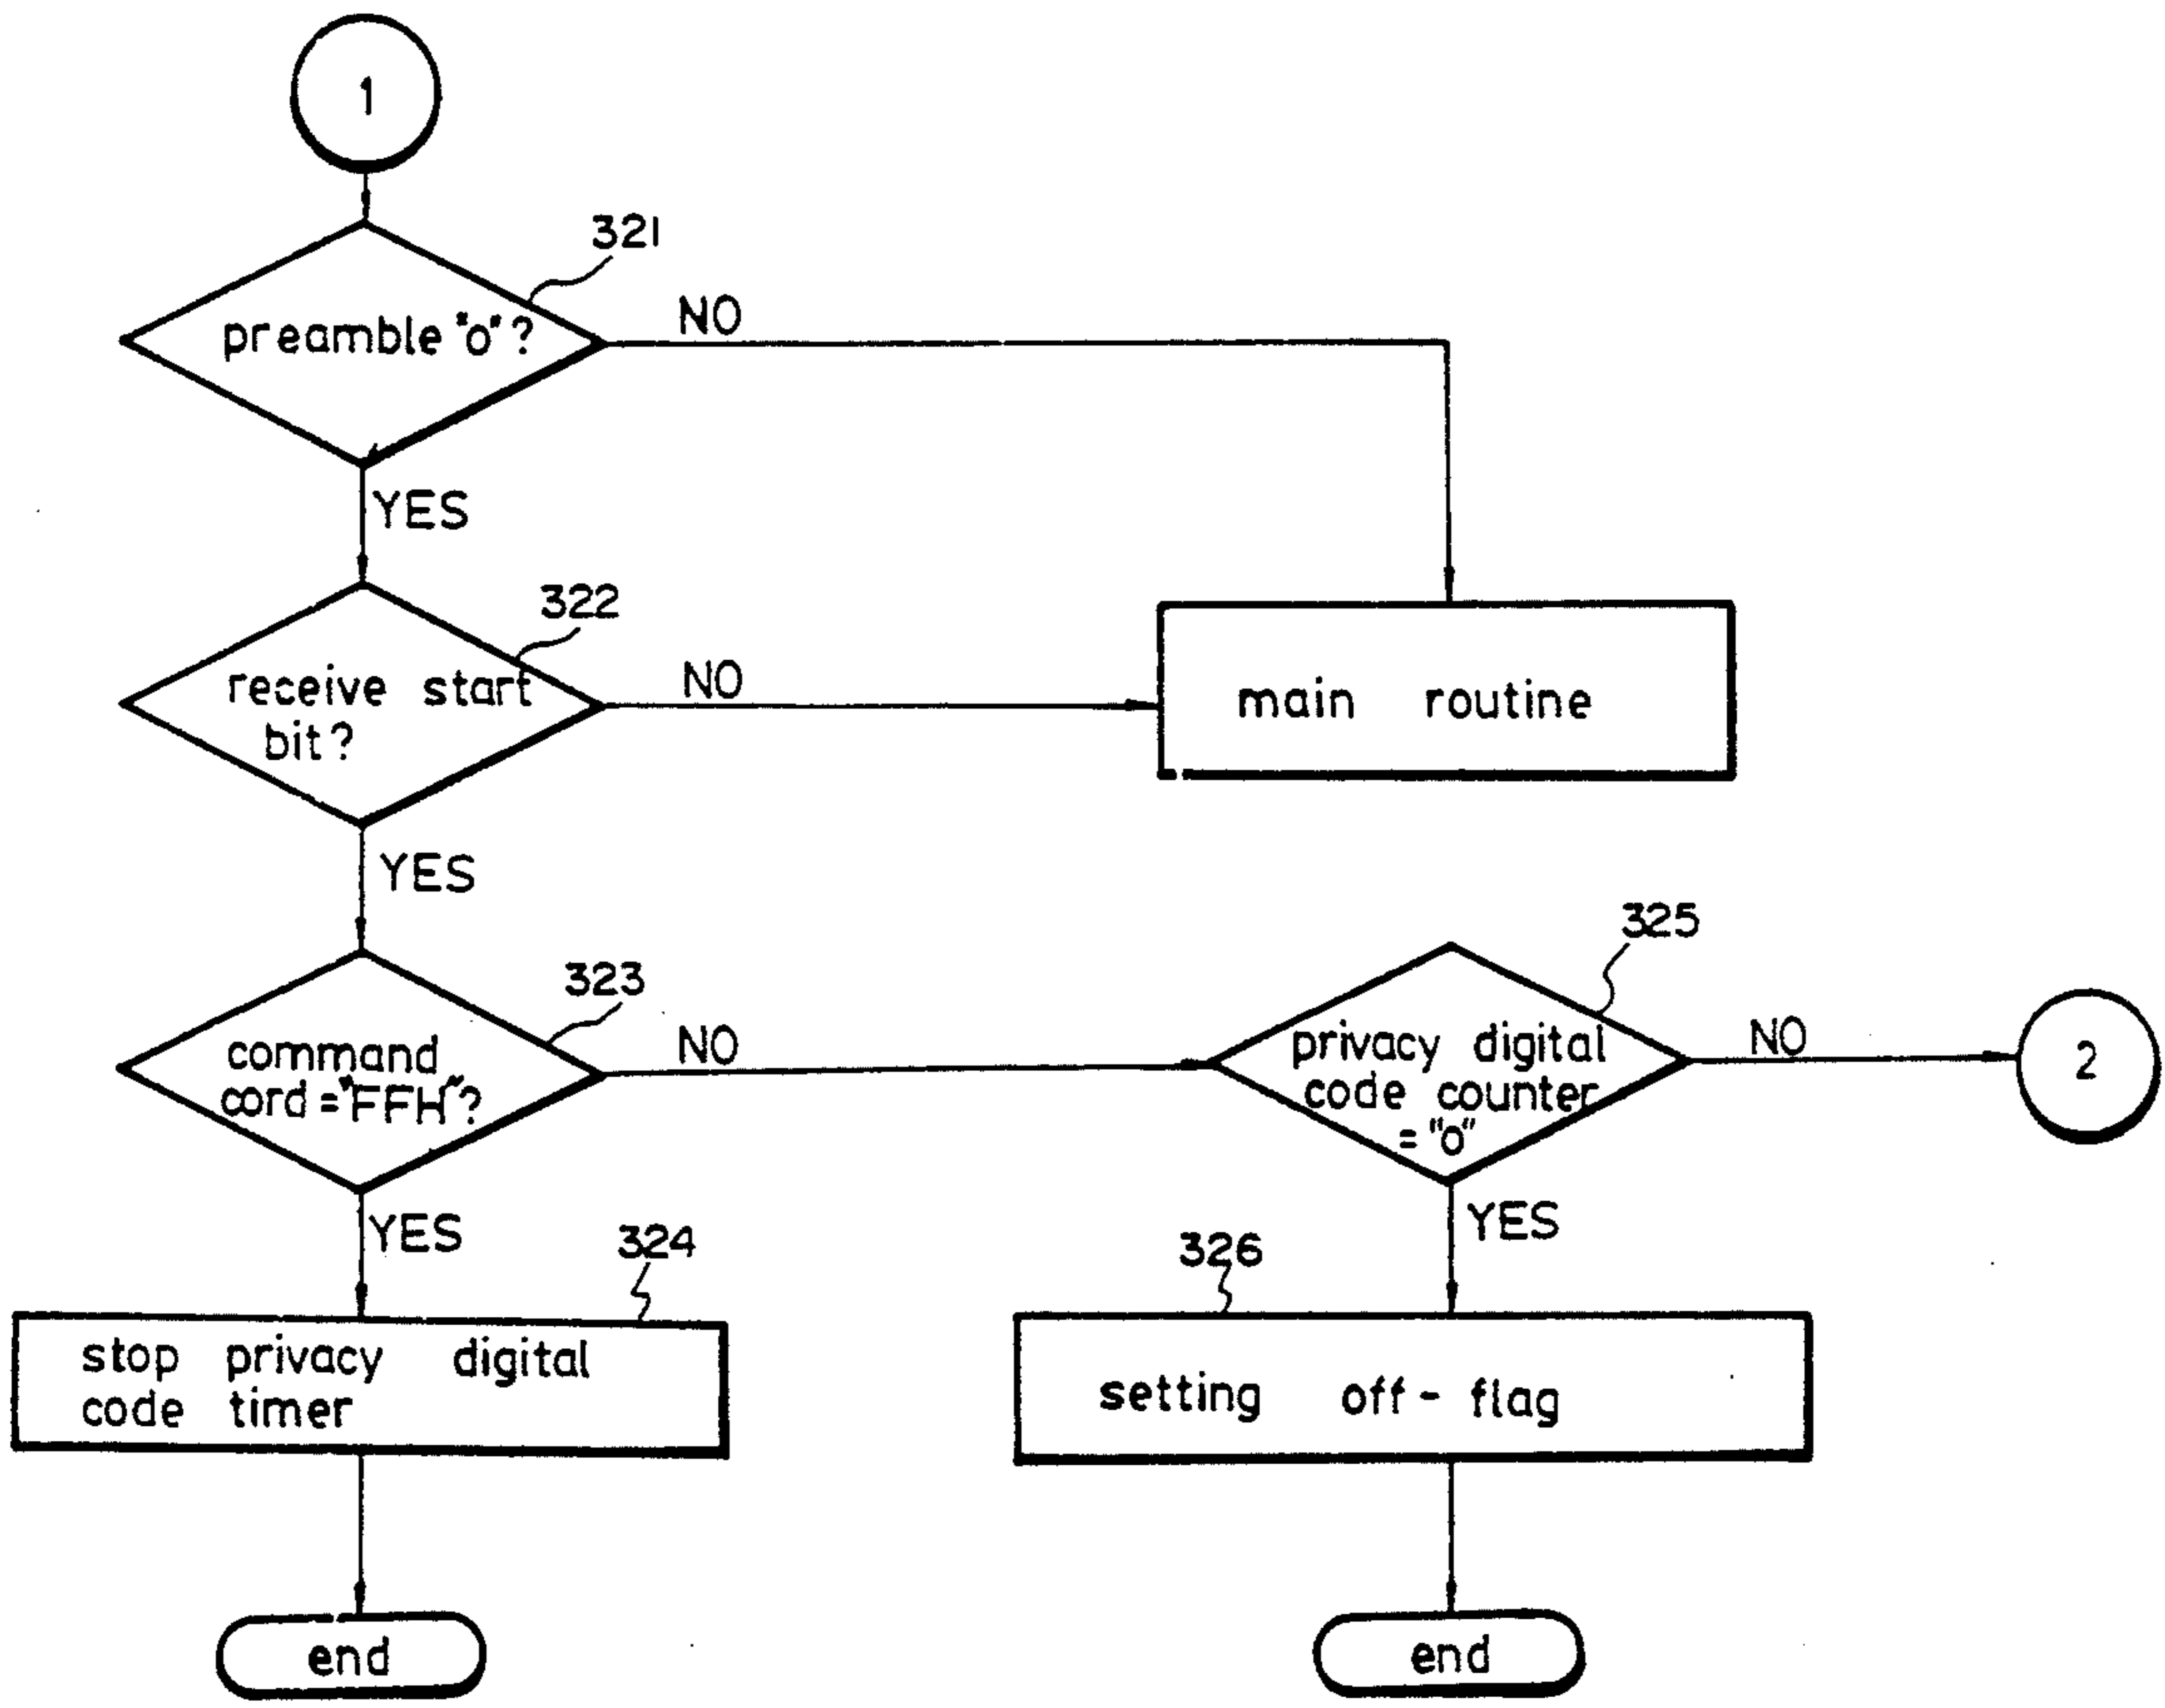 1
321
preamble "o"?
NO
YES
322
receive start
bit?
NO
main routine
YES
323
command
cord="FFH"?
NO
325
privacy digital
code counter
="o"
NO
2
YES
324
stop privacy digital
code timer
YES
326
setting off-flag
end
end